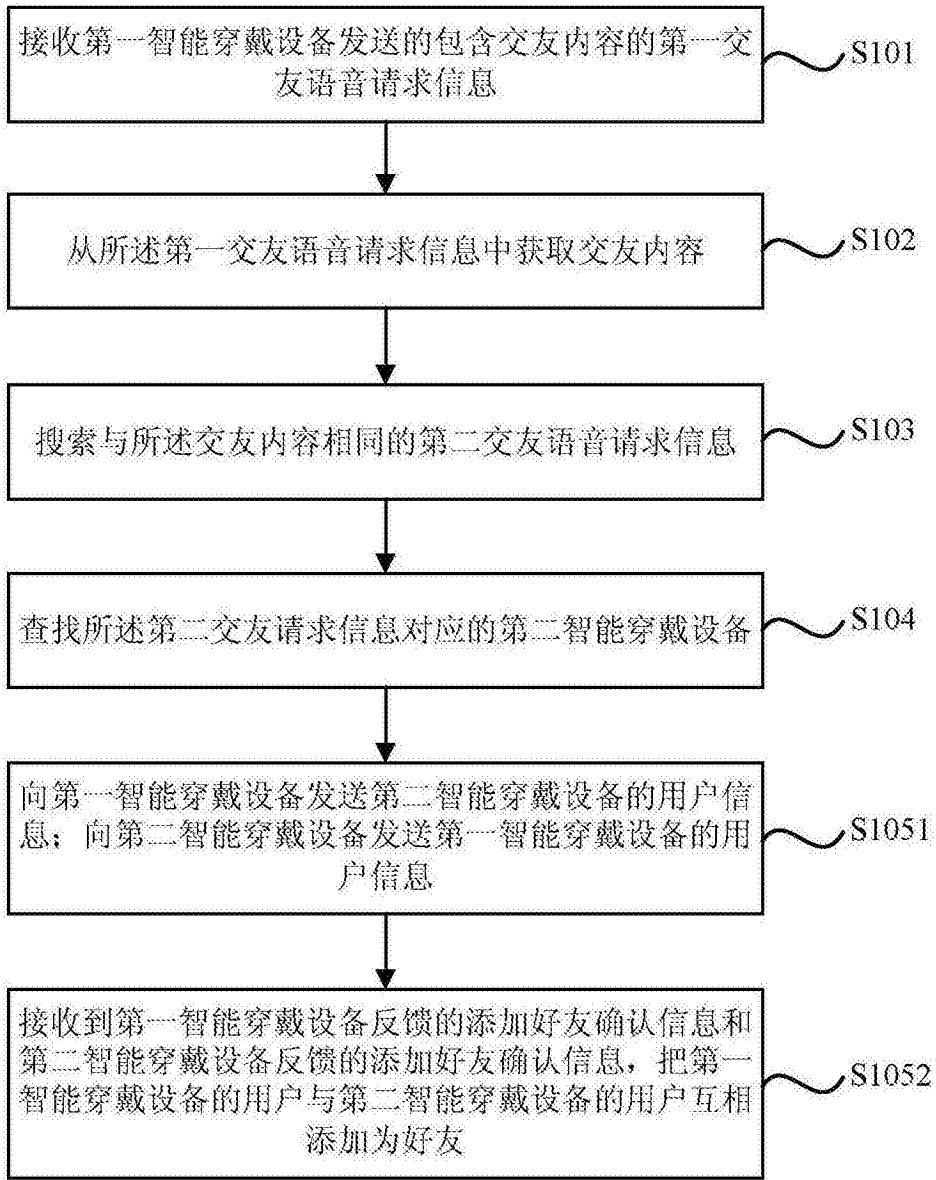 接收第一智能穿戴设备发送的包含交友内容的第一交
友语音请求信息
S101
从所述第一交友语音请求信息中获取交友内容
S102
搜索与所述交友内容相同的第二交友语音请求信息
S103
查找所述第二交友请求信息对应的第二智能穿戴设备
S104
向第一智能穿戴设备发送第二智能穿戴设备的用户信
息；向第二智能穿戴设备发送第一智能穿戴设备的用
户信息
S1051
接收到第一智能穿戴设备反馈的添加好友确认信息和
第二智能穿戴设备反馈的添加好友确认信息，把第一
智能穿戴设备的用户与第二智能穿戴设备的用户互相
添加为好友
S1052